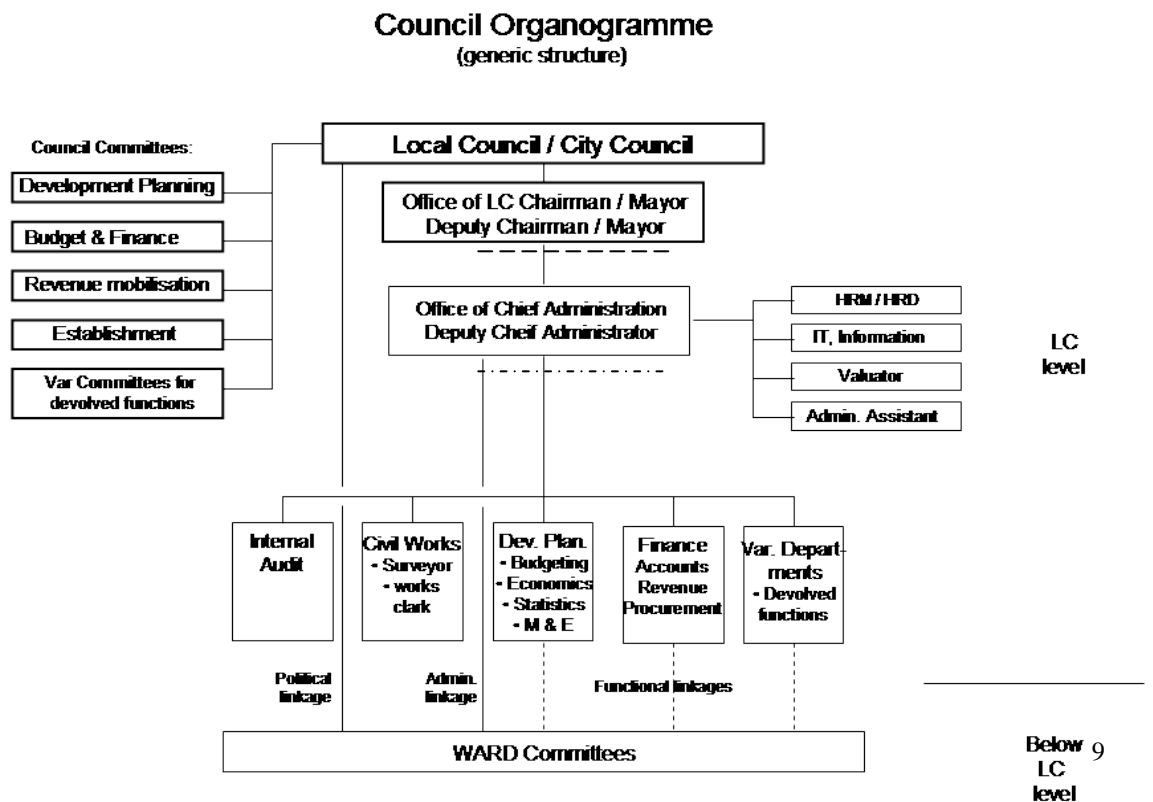 Council Organogramme
(generic structure)
Council Committees:
Development Planning
Budget & Finance
Revenue mobilisation
Establishment
Var Committees for
devolved functions
Local Council / City Council
Office of LC Chairman / Mayor
Deputy Chairman / Mayor
Office of Chief Administration
Deputy Cheif Administrator
HRM / HRD
IT, Information
Valuator
Admin. Assistant
LC
level
Internal
Audit
Civil Works
- Surveyor
- works
clark
Dev. Plan.
- Budgeting
- Economics
- Statistics
- M & E
Finance
Accounts
Revenue
Procurement
Var. Depart-
ments
- Devolved
functions
Political
linkage
Admin.
linkage
Functional linkages
WARD Committees
Below
LC
level
9